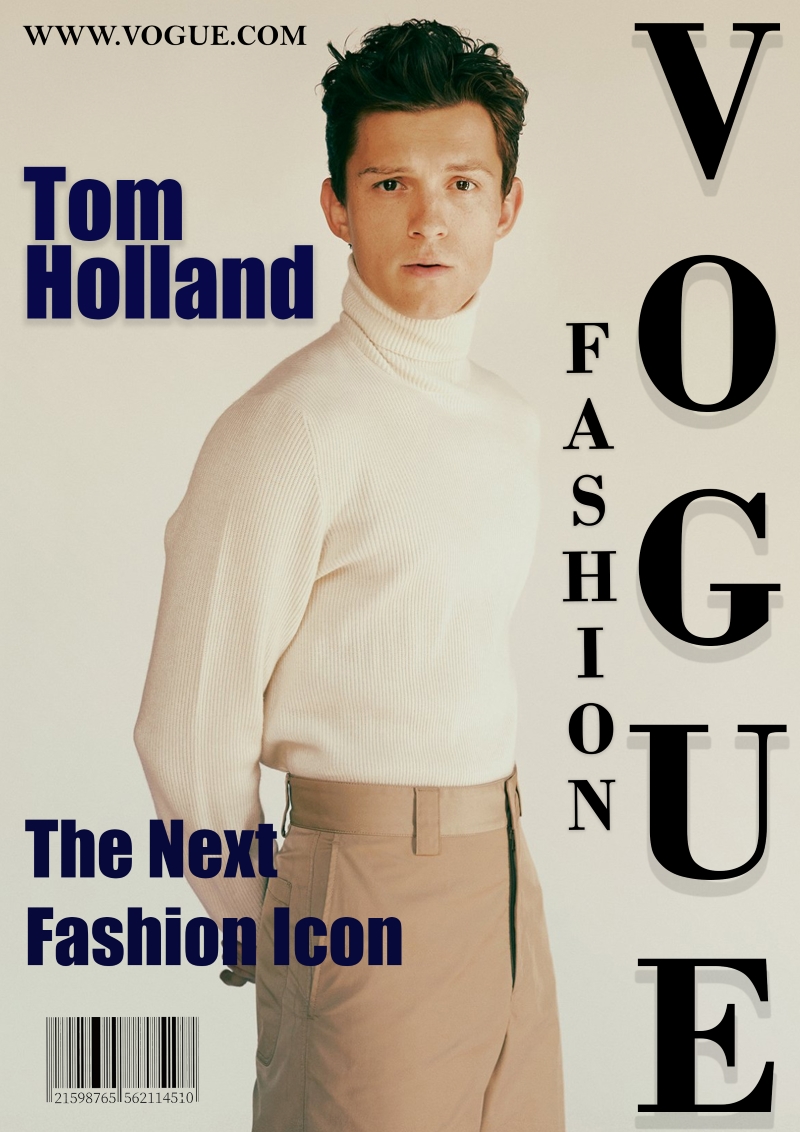 WWW.VOGUE.COM
VOGUE
Tom
Holland
FASHION
The Next
Fashion Icon
21598765 562114510